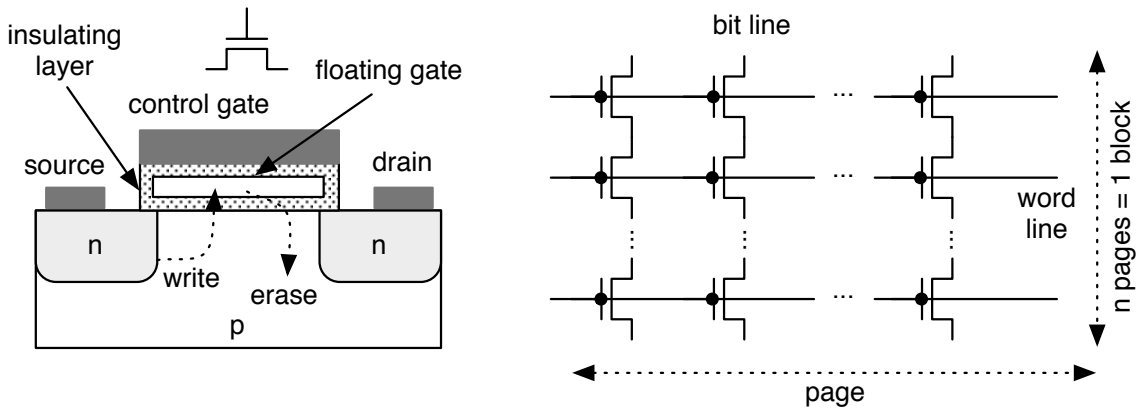 insulating
layer
floating gate
control gate
source
drain
n
n
write
erase
p
bit line
...
...
word
line
...
n pages = 1 block
page